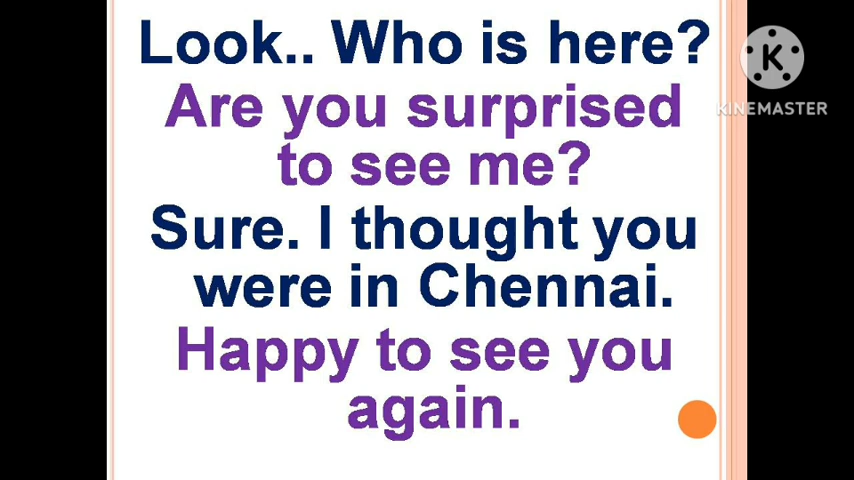 Look.. Who is here?
Are you surprised
to see me?
Sure. I thought you
were in Chennai.
Happy to see you
again.
K
KINEMASTER